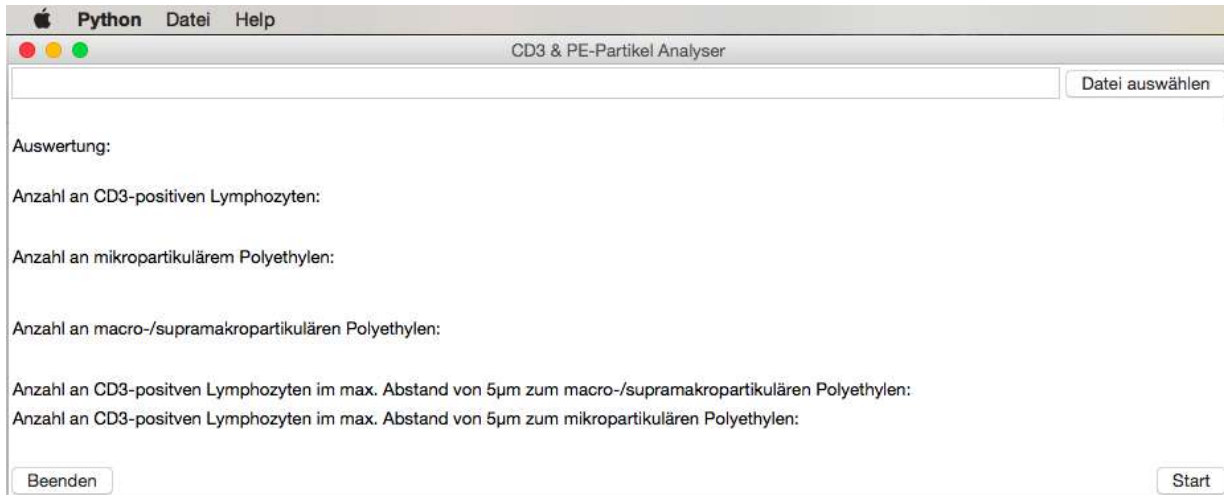 Python Datei Help
CD3 & PE-Partikel Analyser
Datei auswählen
Auswertung:
Anzahl an CD3-positiven Lymphozyten:
Anzahl an mikropartikulärem Polyethylen:
Anzahl an macro-/supramakropartikulären Polyethylen:
Anzahl an CD3-positven Lymphozyten im max. Abstand von 5µm zum macro-/supramakropartikulären Polyethylen:
Anzahl an CD3-positven Lymphozyten im max. Abstand von 5µm zum mikropartikulären Polyethylen:
Beenden Start